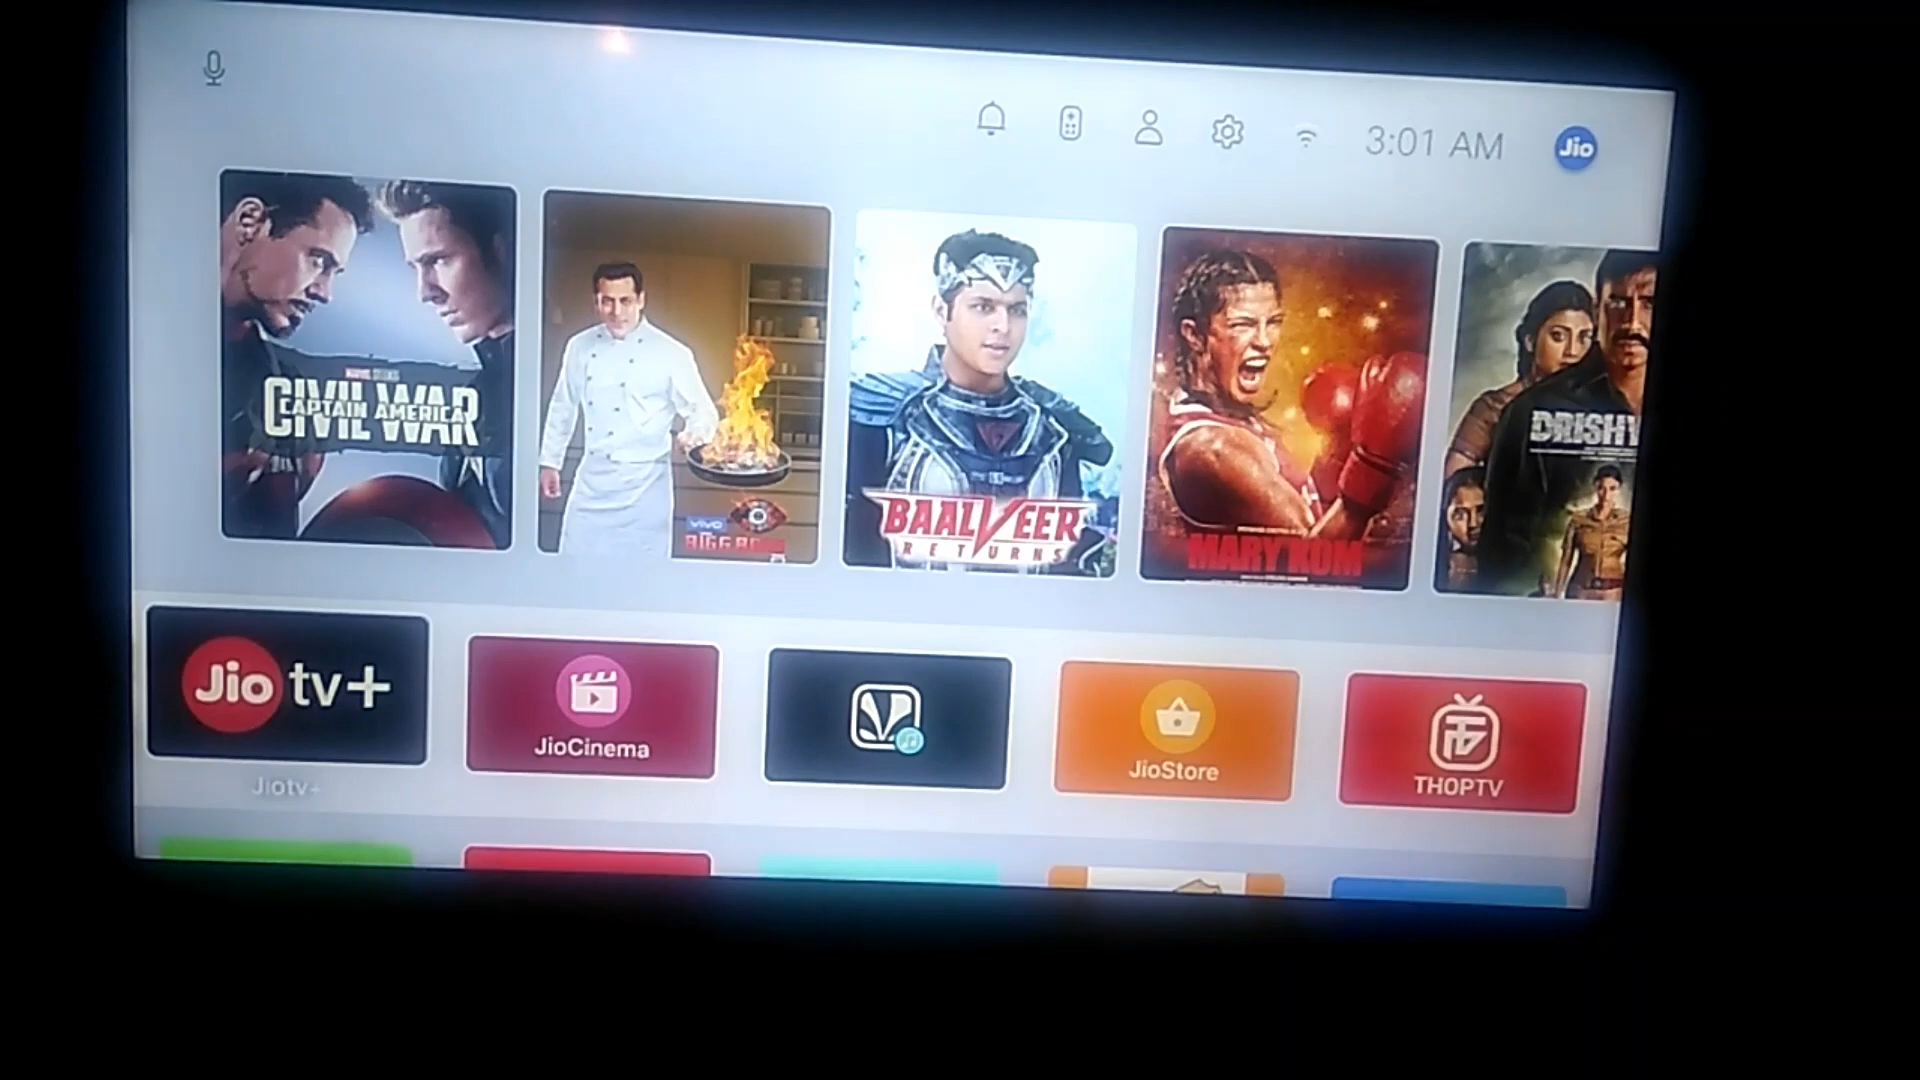 3:01 AM
Jio
MARVEL STUDIOS
CAPTAIN AMERICA
CIVIL WAR
vivo
BIGG
BAALVEER
RETURNS
MARY KOM
DRISHY
Jio tv+
JioCinema
JioStore
THOPTV
Jiotv+